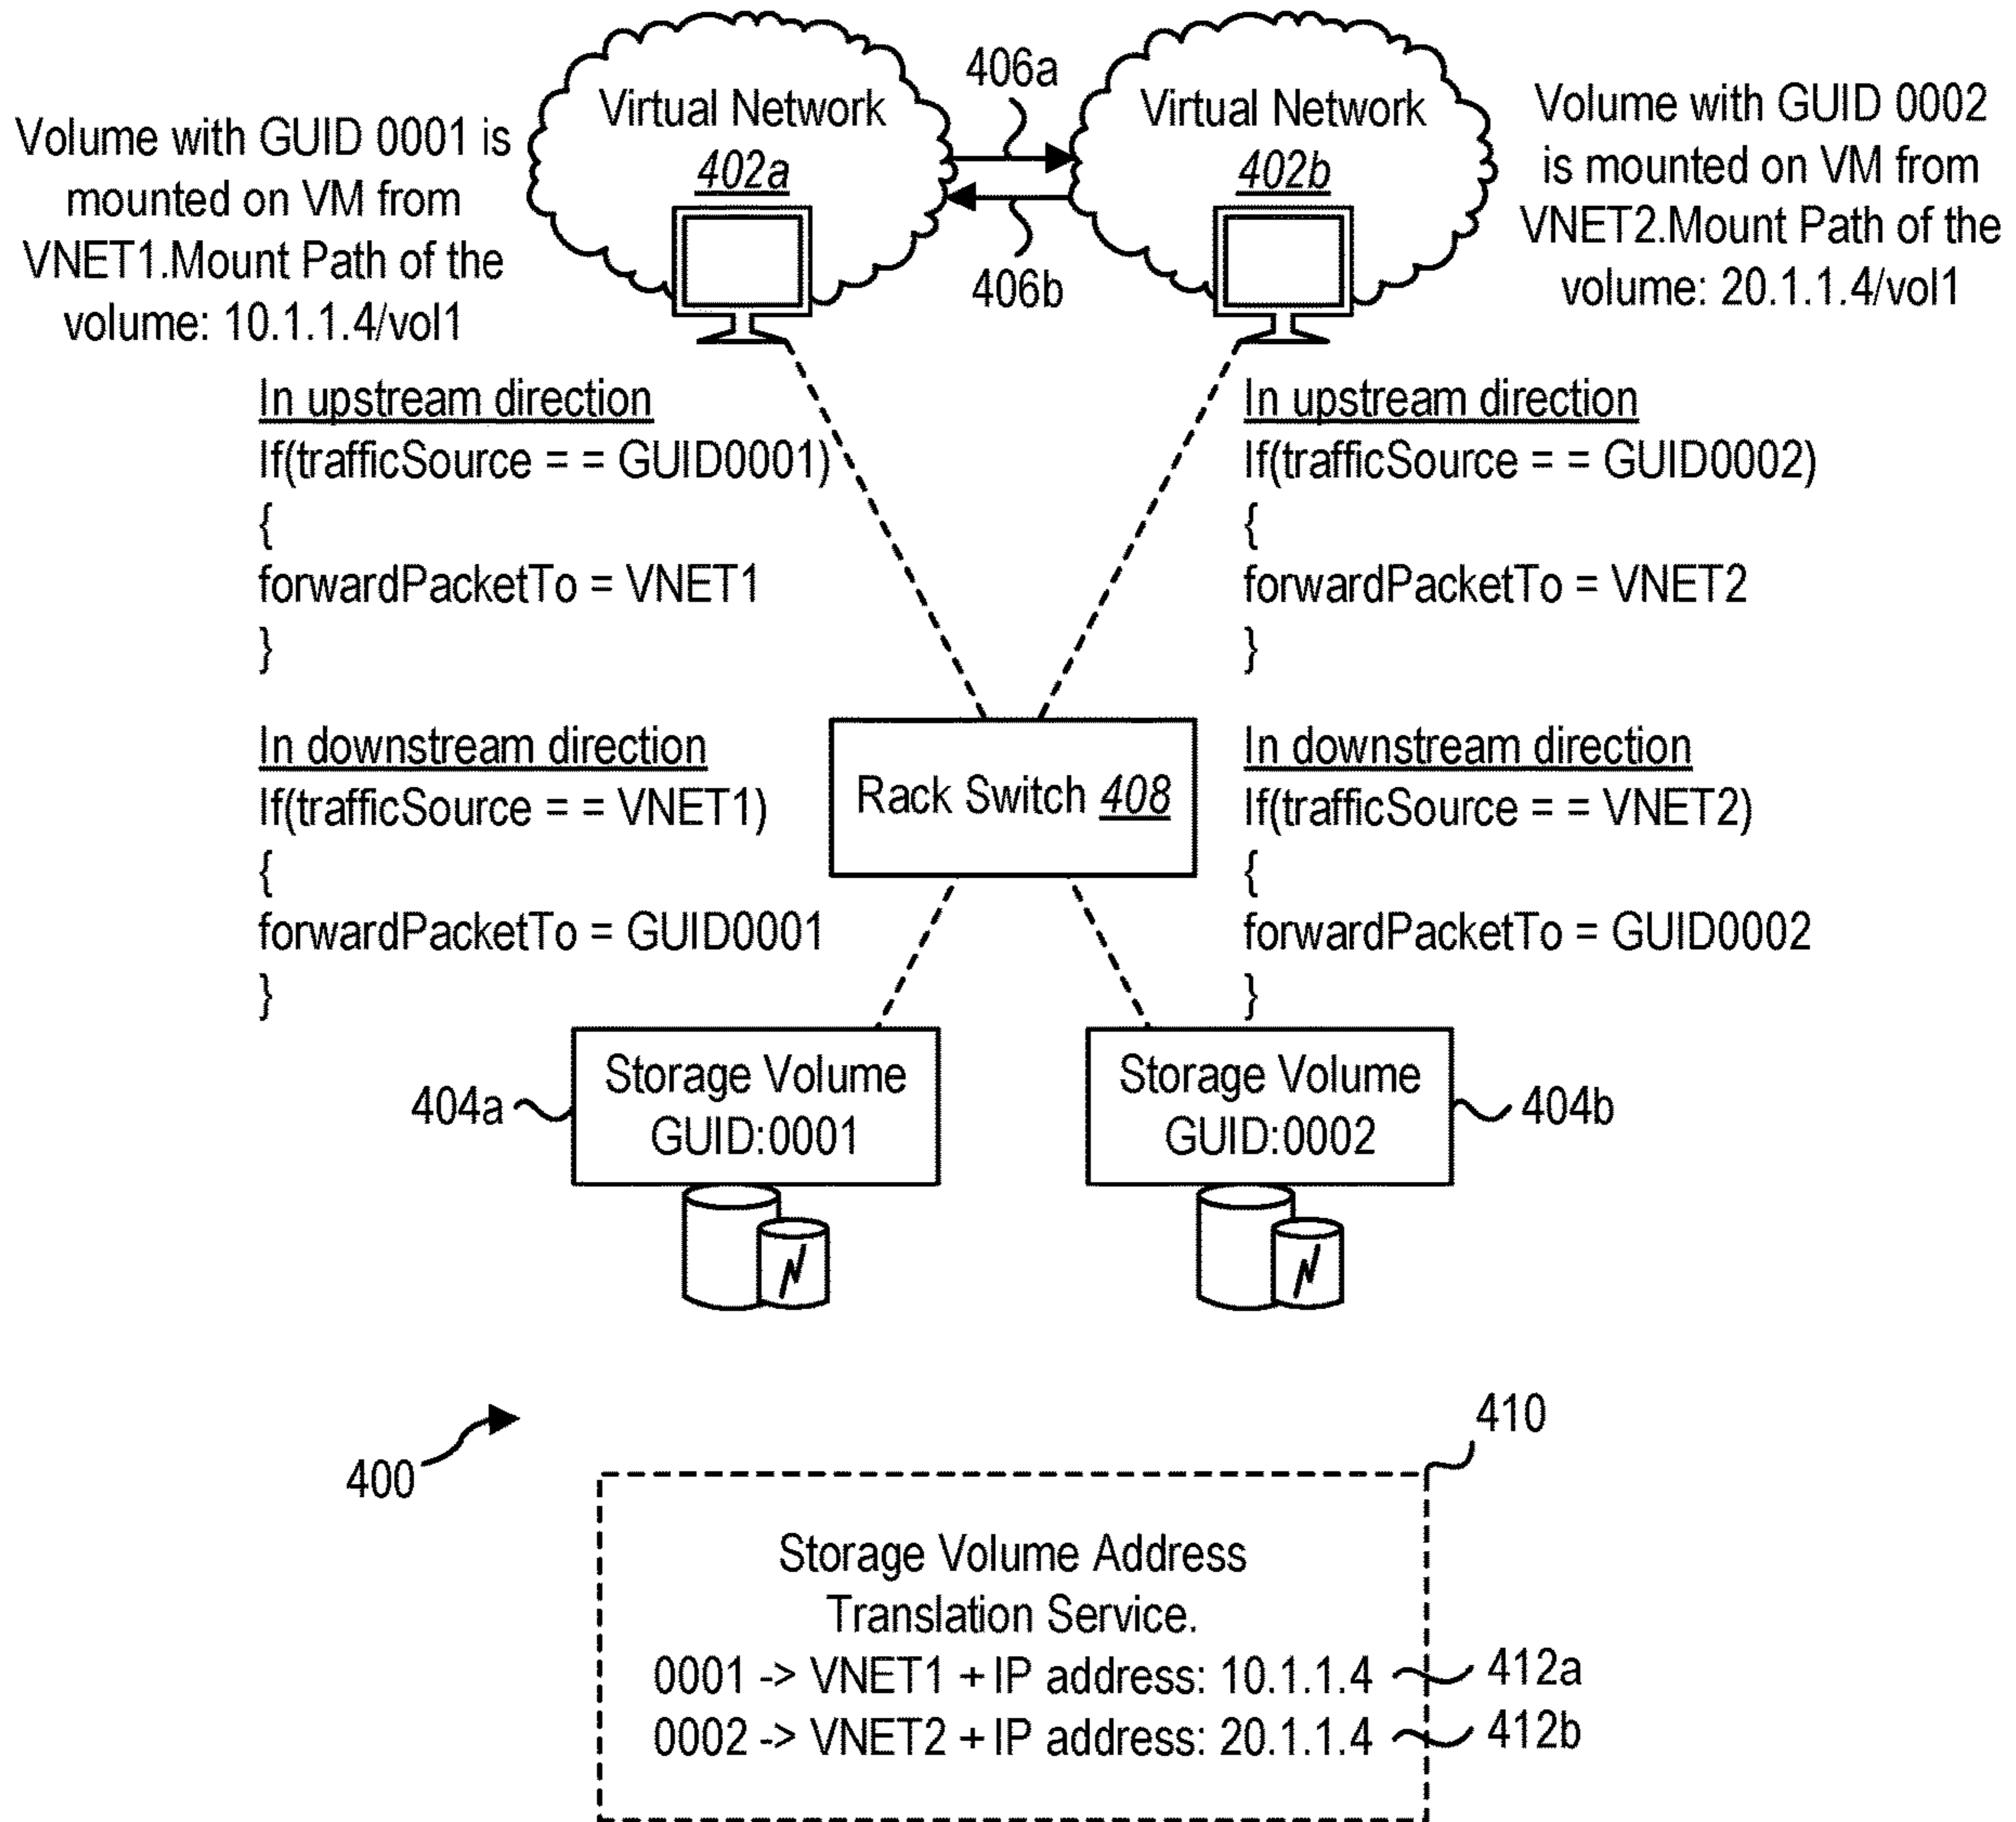 406a
Virtual Network
402a
Virtual Network
402b
406b
Volume with GUID 0001 is
mounted on VM from
VNET1.Mount Path of the
volume: 10.1.1.4/vol1
Volume with GUID 0002
is mounted on VM from
VNET2.Mount Path of the
volume: 20.1.1.4/vol1
In upstream direction
If(trafficSource = = GUID0001)
{
forwardPacketTo = VNET1
}
In upstream direction
If(trafficSource = = GUID0002)
{
forwardPacketTo = VNET2
}
In downstream direction
If(trafficSource = = VNET1)
{
forwardPacketTo = GUID0001
}
Rack Switch 408
In downstream direction
If(trafficSource = = VNET2)
{
forwardPacketTo = GUID0002
}
404a
Storage Volume
GUID:0001
Storage Volume
GUID:0002
404b
400
410
Storage Volume Address
Translation Service.
0001 -> VNET1 + IP address: 10.1.1.4
412a
0002 -> VNET2 + IP address: 20.1.1.4
412b